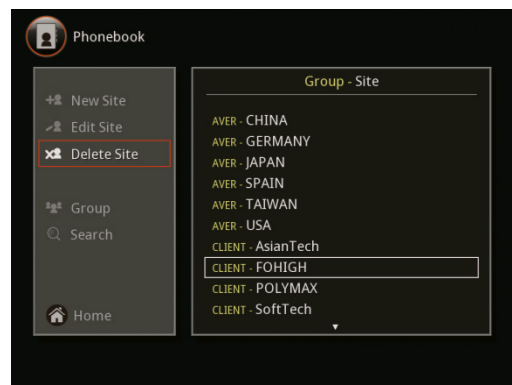 Phonebook
New Site
Edit Site
Delete Site
Group
Search
Home
Group - Site
AVER - CHINA
AVER - GERMANY
AVER - JAPAN
AVER - SPAIN
AVER - TAIWAN
AVER - USA
CLIENT - AsianTech
CLIENT - FOHIGH
CLIENT - POLYMAX
CLIENT - SoftTech